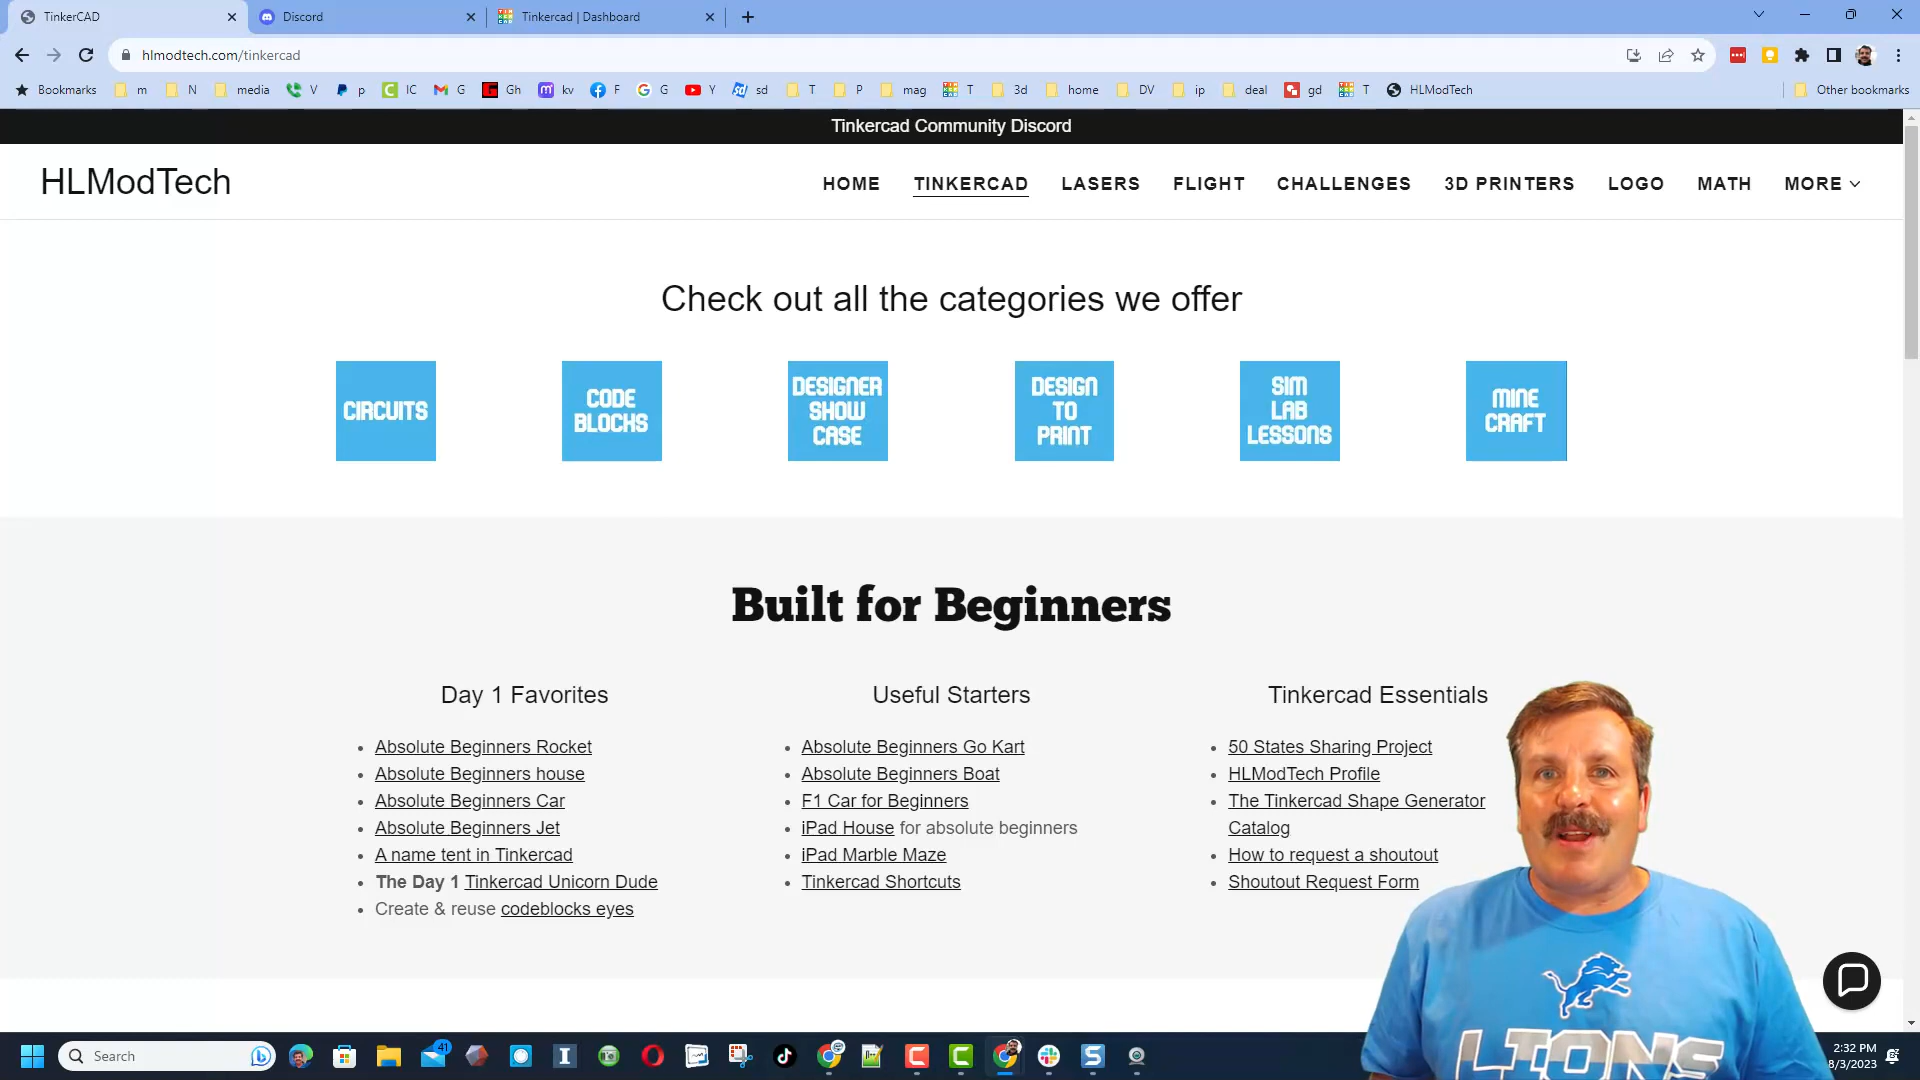 TinkerCAD
Discord
Tinkercad | Dashboard
hlmodtech.com/tinkercad
Bookmarks m N media V p IC G Gh kv F G Y sd T P mag T 3d home DV ip deal gd T HLModTech Other bookmarks
Tinkercad Community Discord
HLModTech
HOME TINKERCAD LASERS FLIGHT CHALLENGES 3D PRINTERS LOGO MATH MORE
Check out all the categories we offer
CIRCUITS
CODE
BLOCKS
DESIGNER
SHOW
CASE
DESIGN
TO
PRINT
SIM
LAB
LESSONS
MINE
CRAFT
Built for Beginners
Day 1 Favorites
Absolute Beginners Rocket
Absolute Beginners house
Absolute Beginners Car
Absolute Beginners Jet
A name tent in Tinkercad
The Day 1 Tinkercad Unicorn Dude
Create & reuse codeblocks eyes
Useful Starters
Absolute Beginners Go Kart
Absolute Beginners Boat
F1 Car for Beginners
iPad House for absolute beginners
iPad Marble Maze
Tinkercad Shortcuts
Tinkercad Essentials
50 States Sharing Project
HLModTech Profile
The Tinkercad Shape Generator
Catalog
How to request a shoutout
Shoutout Request Form
LIONS
Search
41
2:32 PM
8/3/2023